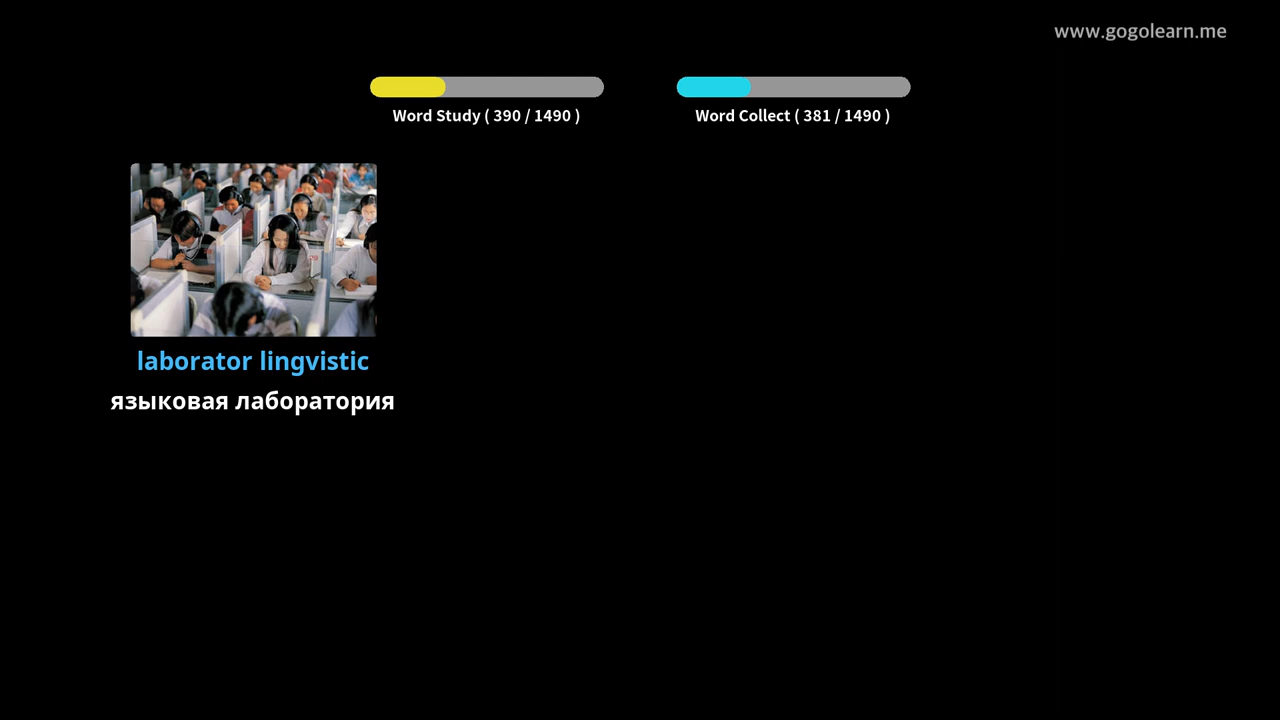 www.gogolearn.me
Word Study ( 390 / 1490 )
Word Collect ( 381 / 1490 )
laborator lingvistic
языковая лаборатория